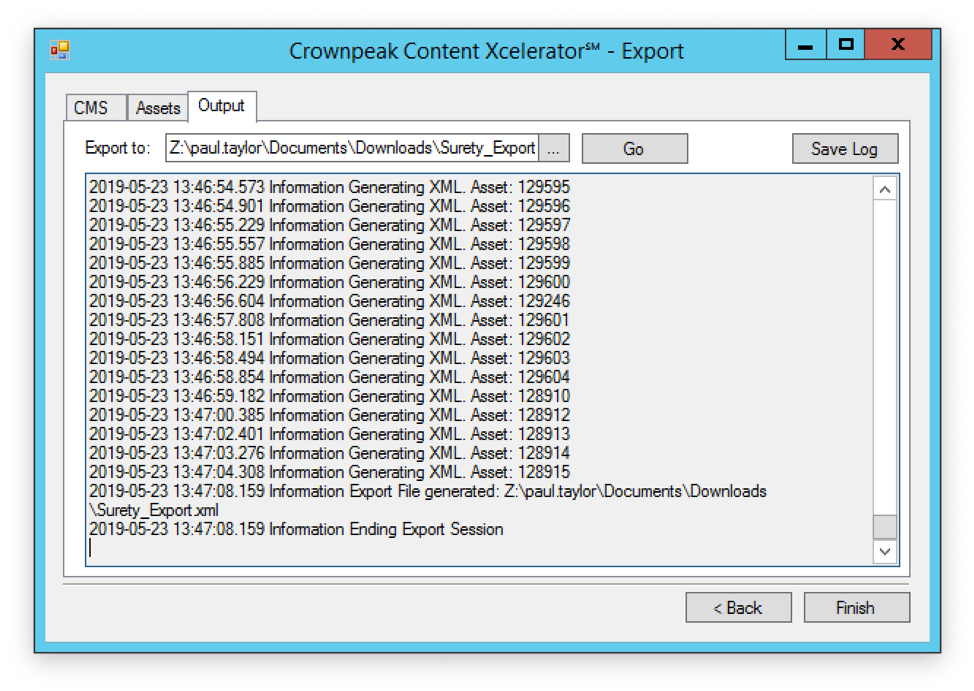 Crownpeak Content Xcelerator℠ - Export
CMS Assets Output
Export to: Z:\paul.taylor\Documents\Downloads\Surety_Export ... Go Save Log
2019-05-23 13:46:54.573 Information Generating XML. Asset: 129595
2019-05-23 13:46:54.901 Information Generating XML. Asset: 129596
2019-05-23 13:46:55.229 Information Generating XML. Asset: 129597
2019-05-23 13:46:55.557 Information Generating XML. Asset: 129598
2019-05-23 13:46:55.885 Information Generating XML. Asset: 129599
2019-05-23 13:46:56.229 Information Generating XML. Asset: 129600
2019-05-23 13:46:56.604 Information Generating XML. Asset: 129246
2019-05-23 13:46:57.808 Information Generating XML. Asset: 129601
2019-05-23 13:46:58.151 Information Generating XML. Asset: 129602
2019-05-23 13:46:58.494 Information Generating XML. Asset: 129603
2019-05-23 13:46:58.854 Information Generating XML. Asset: 129604
2019-05-23 13:46:59.182 Information Generating XML. Asset: 128910
2019-05-23 13:47:00.385 Information Generating XML. Asset: 128912
2019-05-23 13:47:02.401 Information Generating XML. Asset: 128913
2019-05-23 13:47:03.276 Information Generating XML. Asset: 128914
2019-05-23 13:47:04.308 Information Generating XML. Asset: 128915
2019-05-23 13:47:08.159 Information Export File generated: Z:\paul.taylor\Documents\Downloads
\Surety_Export.xml
2019-05-23 13:47:08.159 Information Ending Export Session
< Back Finish